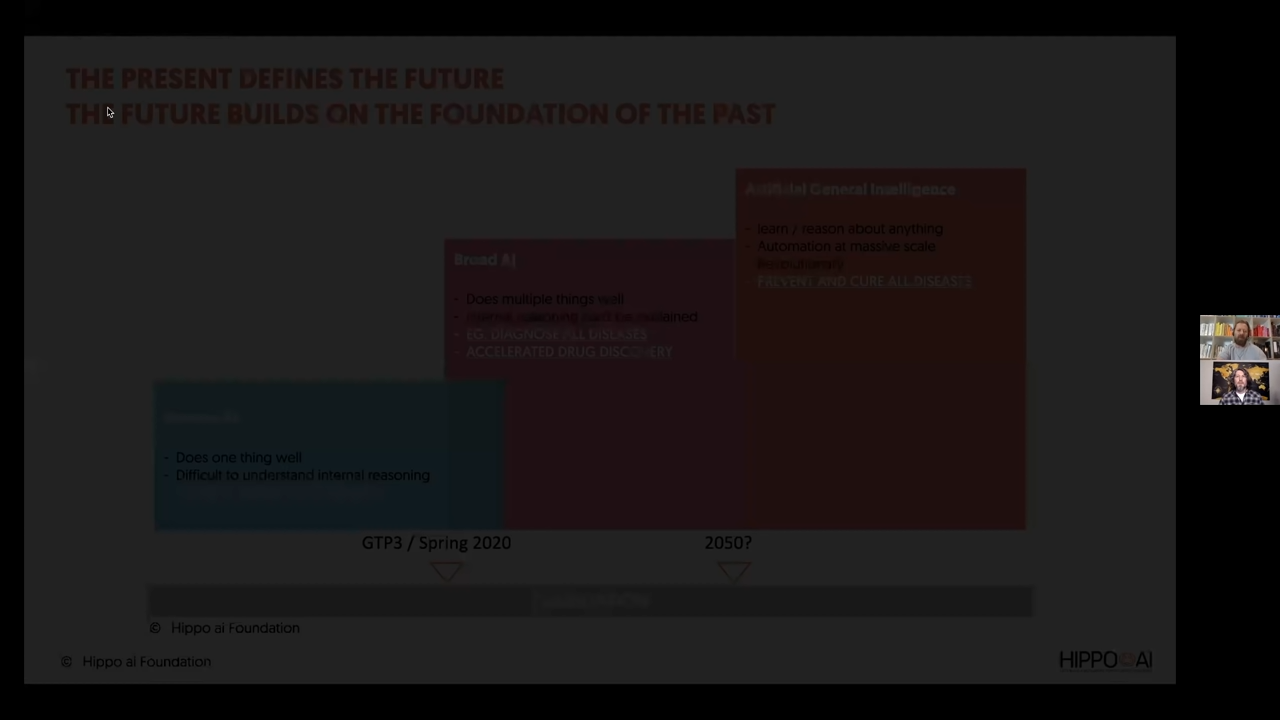 THE PRESENT DEFINES THE FUTURE
THE FUTURE BUILDS ON THE FOUNDATION OF THE PAST
Artificial General Intelligence
- learn / reason about anything
- Automation at massive scale
- PREVENT AND CURE ALL DISEASTS
Broad AI
- Does multiple things well
- Internal reasoning
- EG. DIAGNOSE ALL DISEASES
- ACCELERATED DRUG DISCOVERY
- Does one thing well
- Difficult to understand internal reasoning
GTP3 / Spring 2020
2050?
© Hippo ai Foundation
© Hippo ai Foundation
HIPPO AI